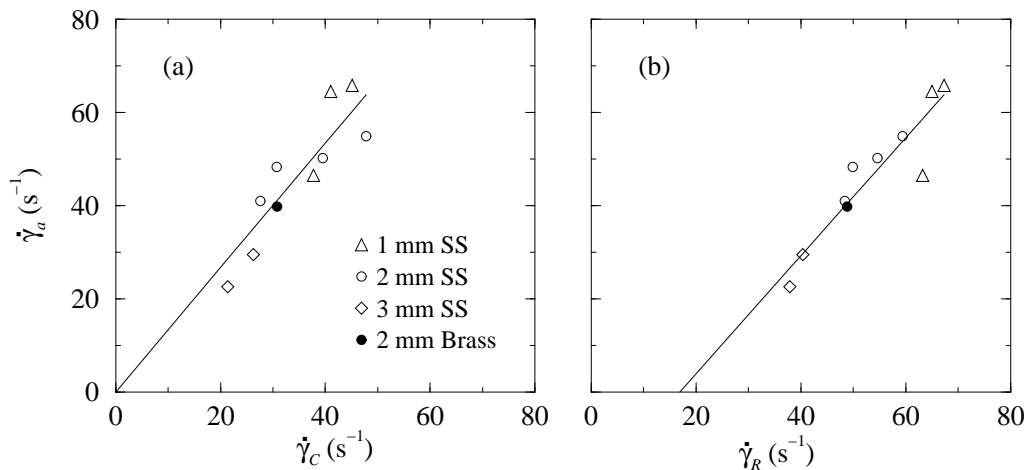 80
60
40
20
0
γ̇a (s−1)
(a)
△ 1 mm SS
○ 2 mm SS
◇ 3 mm SS
● 2 mm Brass
0 20 40 60 80
γ̇C (s−1)
(b)
0 20 40 60 80
γ̇R (s−1)